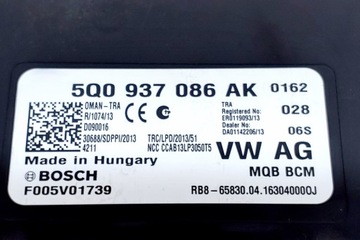 5Q0 937 086 AK 0162
OMAN-TRA
R/1074/13
D090016
TRA
Registered No:
ER0119093/13
Dealer No:
DA01142206/13
028
06S
30688/SDPPI/2013
4211
TRC/LPD/2013/51
NCC CCAB13LP3050T5
Made in Hungary
VW AG
BOSCH
MQB BCM
F005V01739
RB8-65830.04.16304000OJ